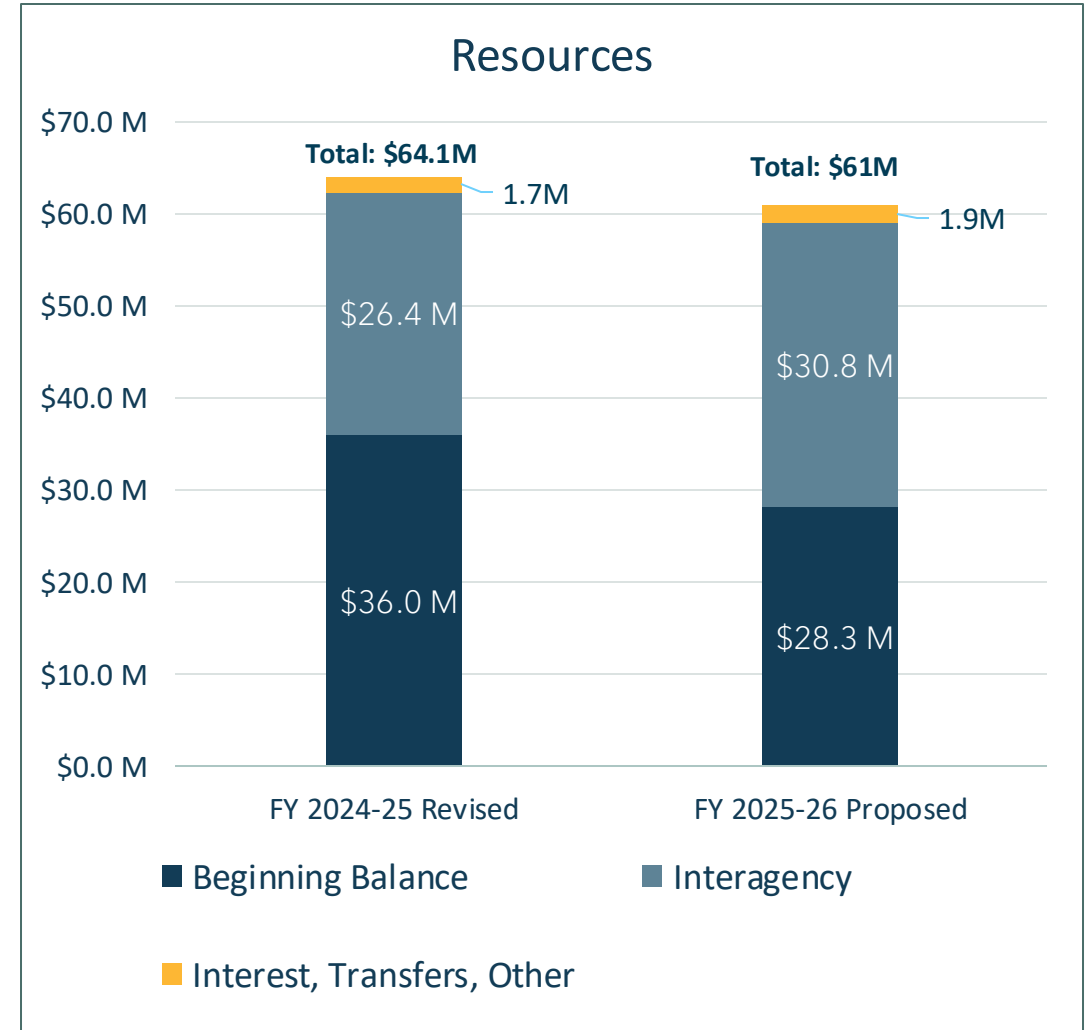 Resources
$70.0 M
Total: $64.1M
Total: $61M
1.7M
$60.0 M
1.9M
$50.0 M
$26.4 M
$30.8 M
$40.0 M
$30.0 M
$20.0 M
$36.0 M
$28.3 M
$10.0 M
$0.0 M
FY 2024-25 Revised
FY 2025-26 Proposed
Beginning Balance
Interagency
Interest, Transfers, Other